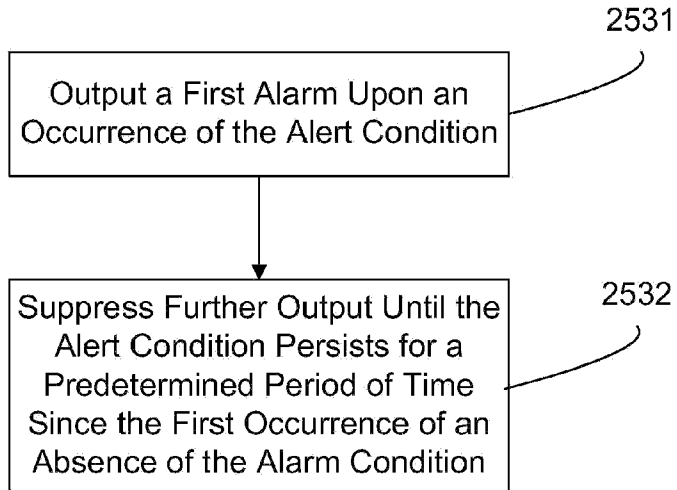 2531
Output a First Alarm Upon an
Occurrence of the Alert Condition
2532
Suppress Further Output Until the
Alert Condition Persists for a
Predetermined Period of Time
Since the First Occurrence of an
Absence of the Alarm Condition